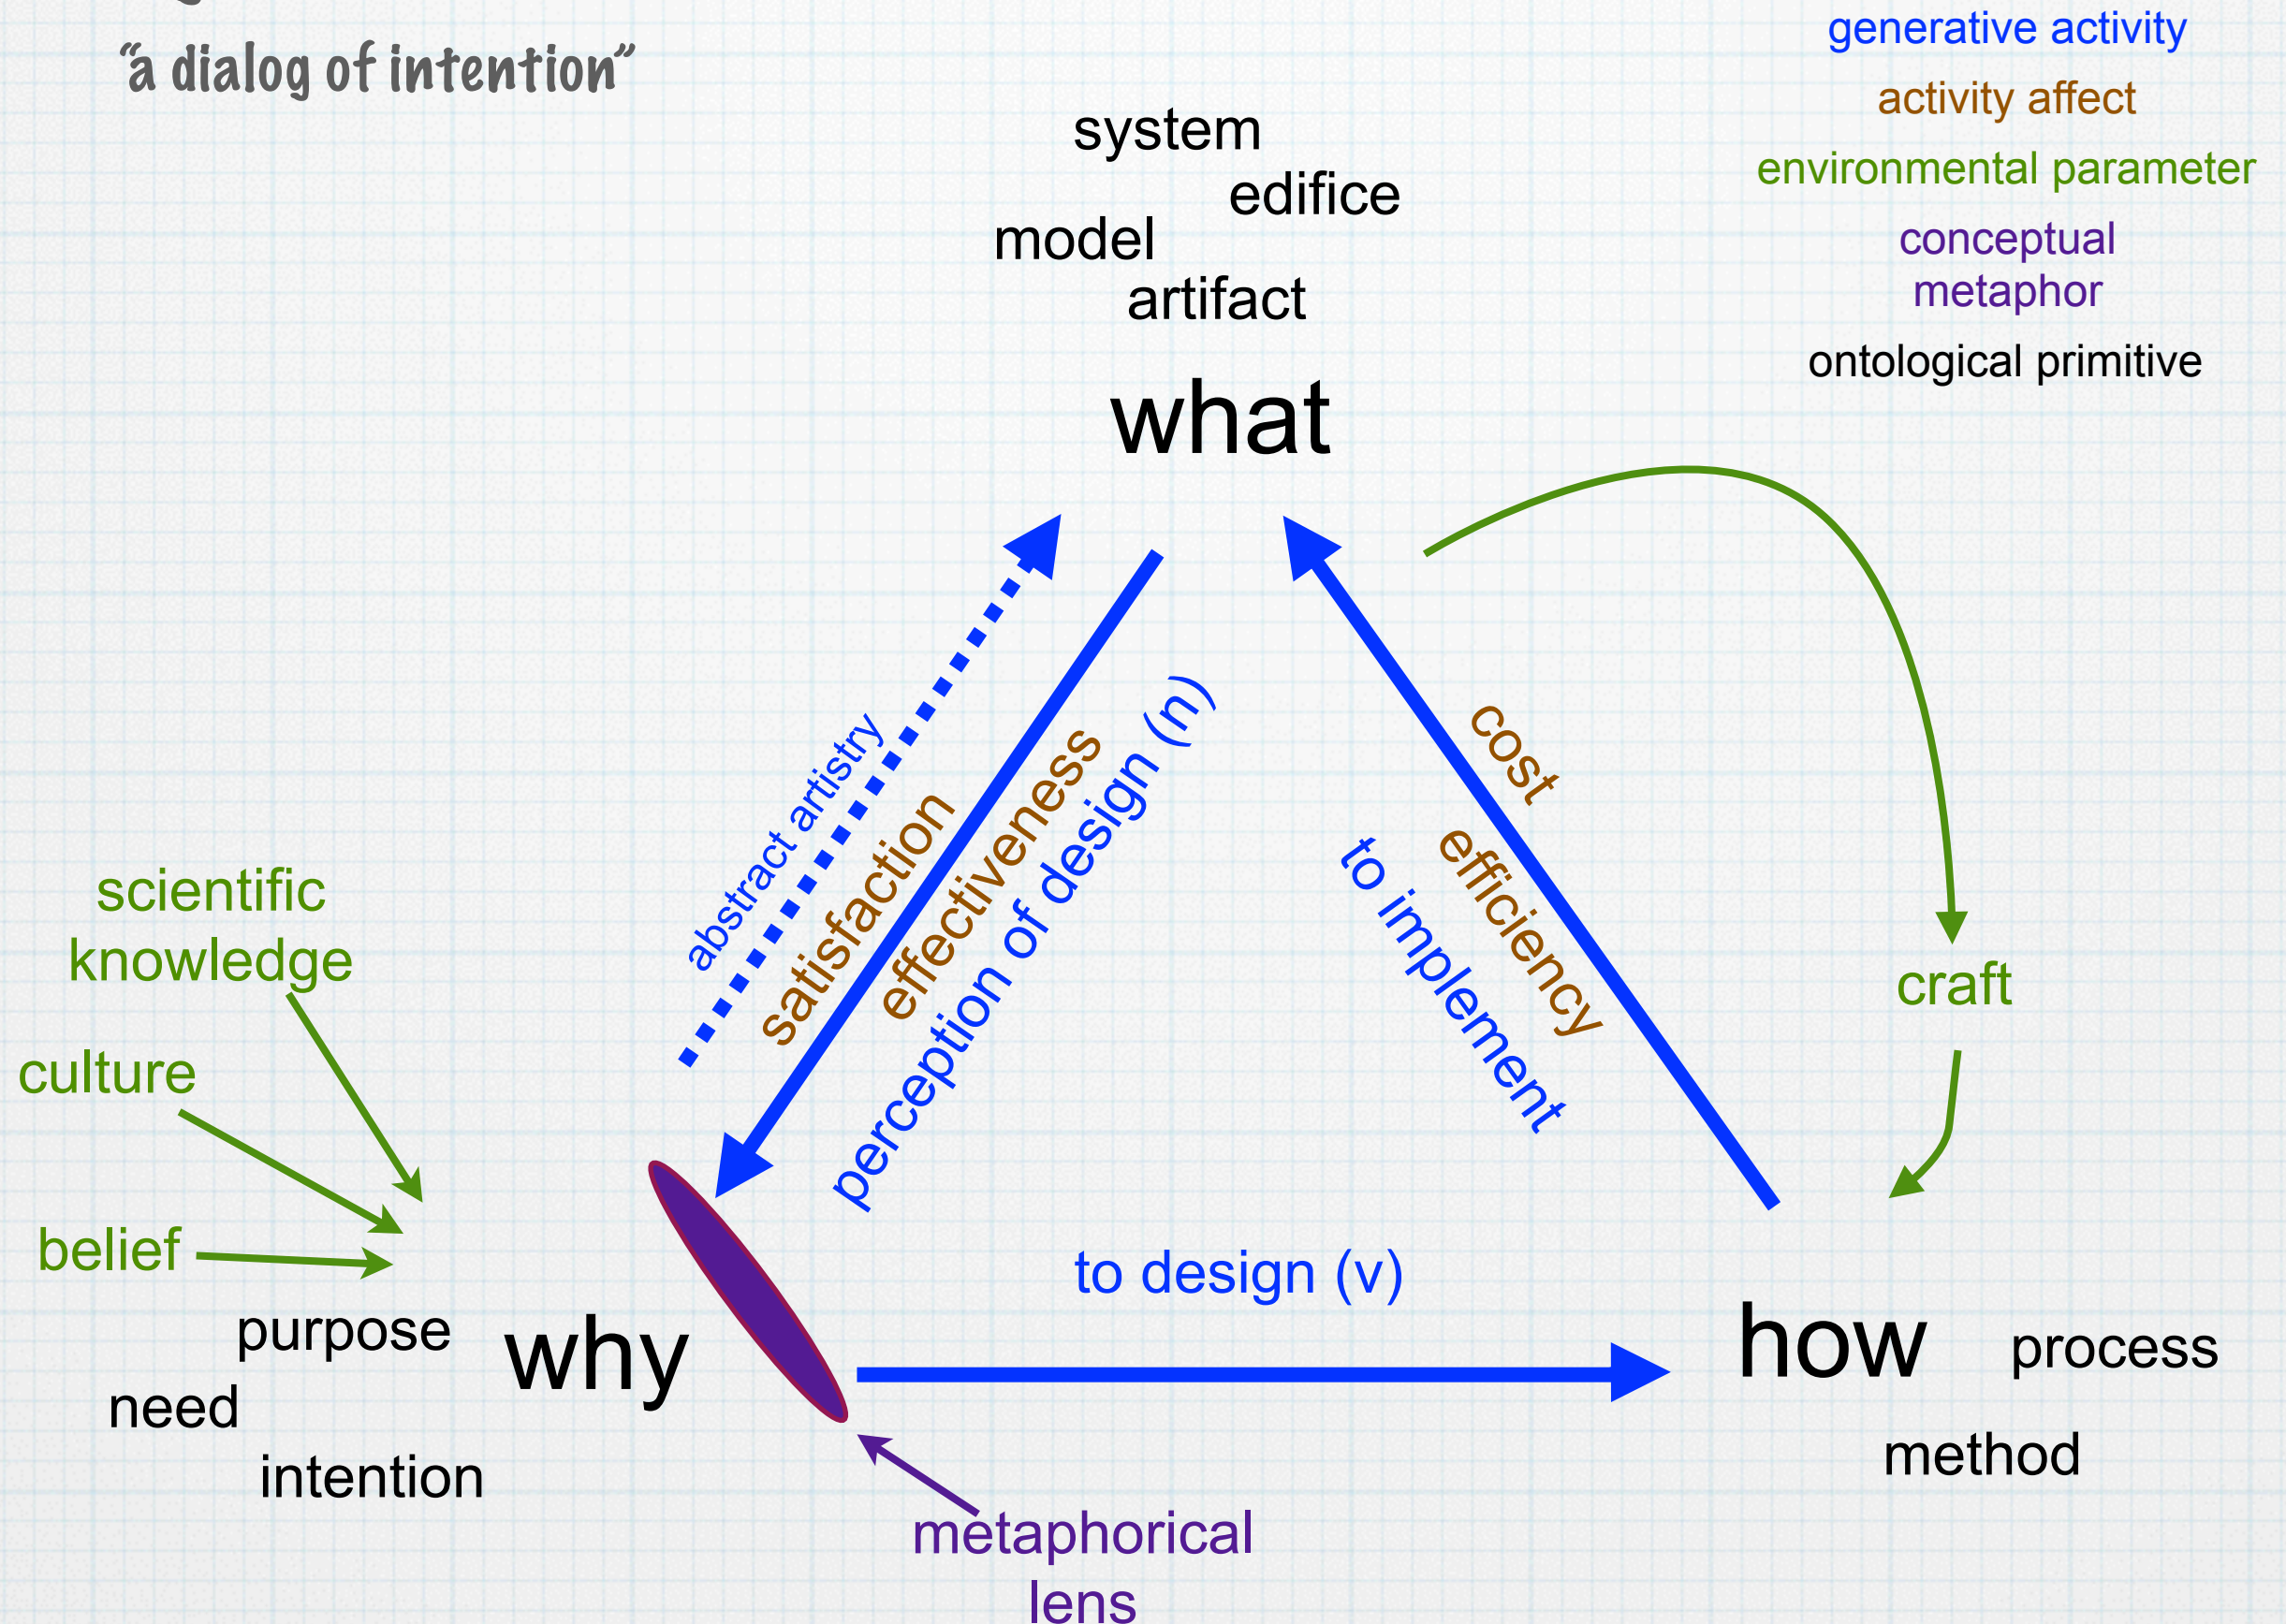 “a dialog of intention”
generative activity
activity affect
environmental parameter
conceptual
metaphor
ontological primitive
system
edifice
model
artifact
what
abstract artistry
satisfaction
effectiveness
perception of design (n)
cost
efficiency
to implement
scientific
knowledge
culture
belief
craft
purpose
need
intention
why
to design (v)
how
process
method
metaphorical
lens